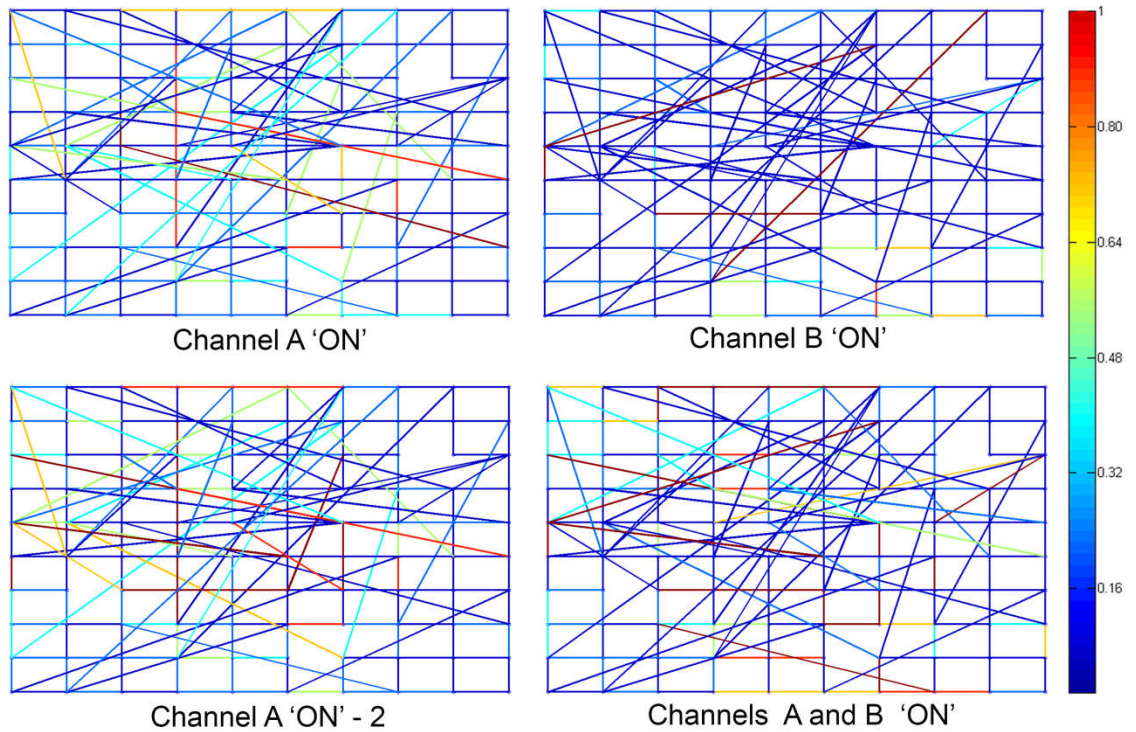 Channel A ‘ON’
Channel B ‘ON’
Channel A ‘ON’ - 2
Channels A and B ‘ON’
1
0.80
0.64
0.48
0.32
0.16